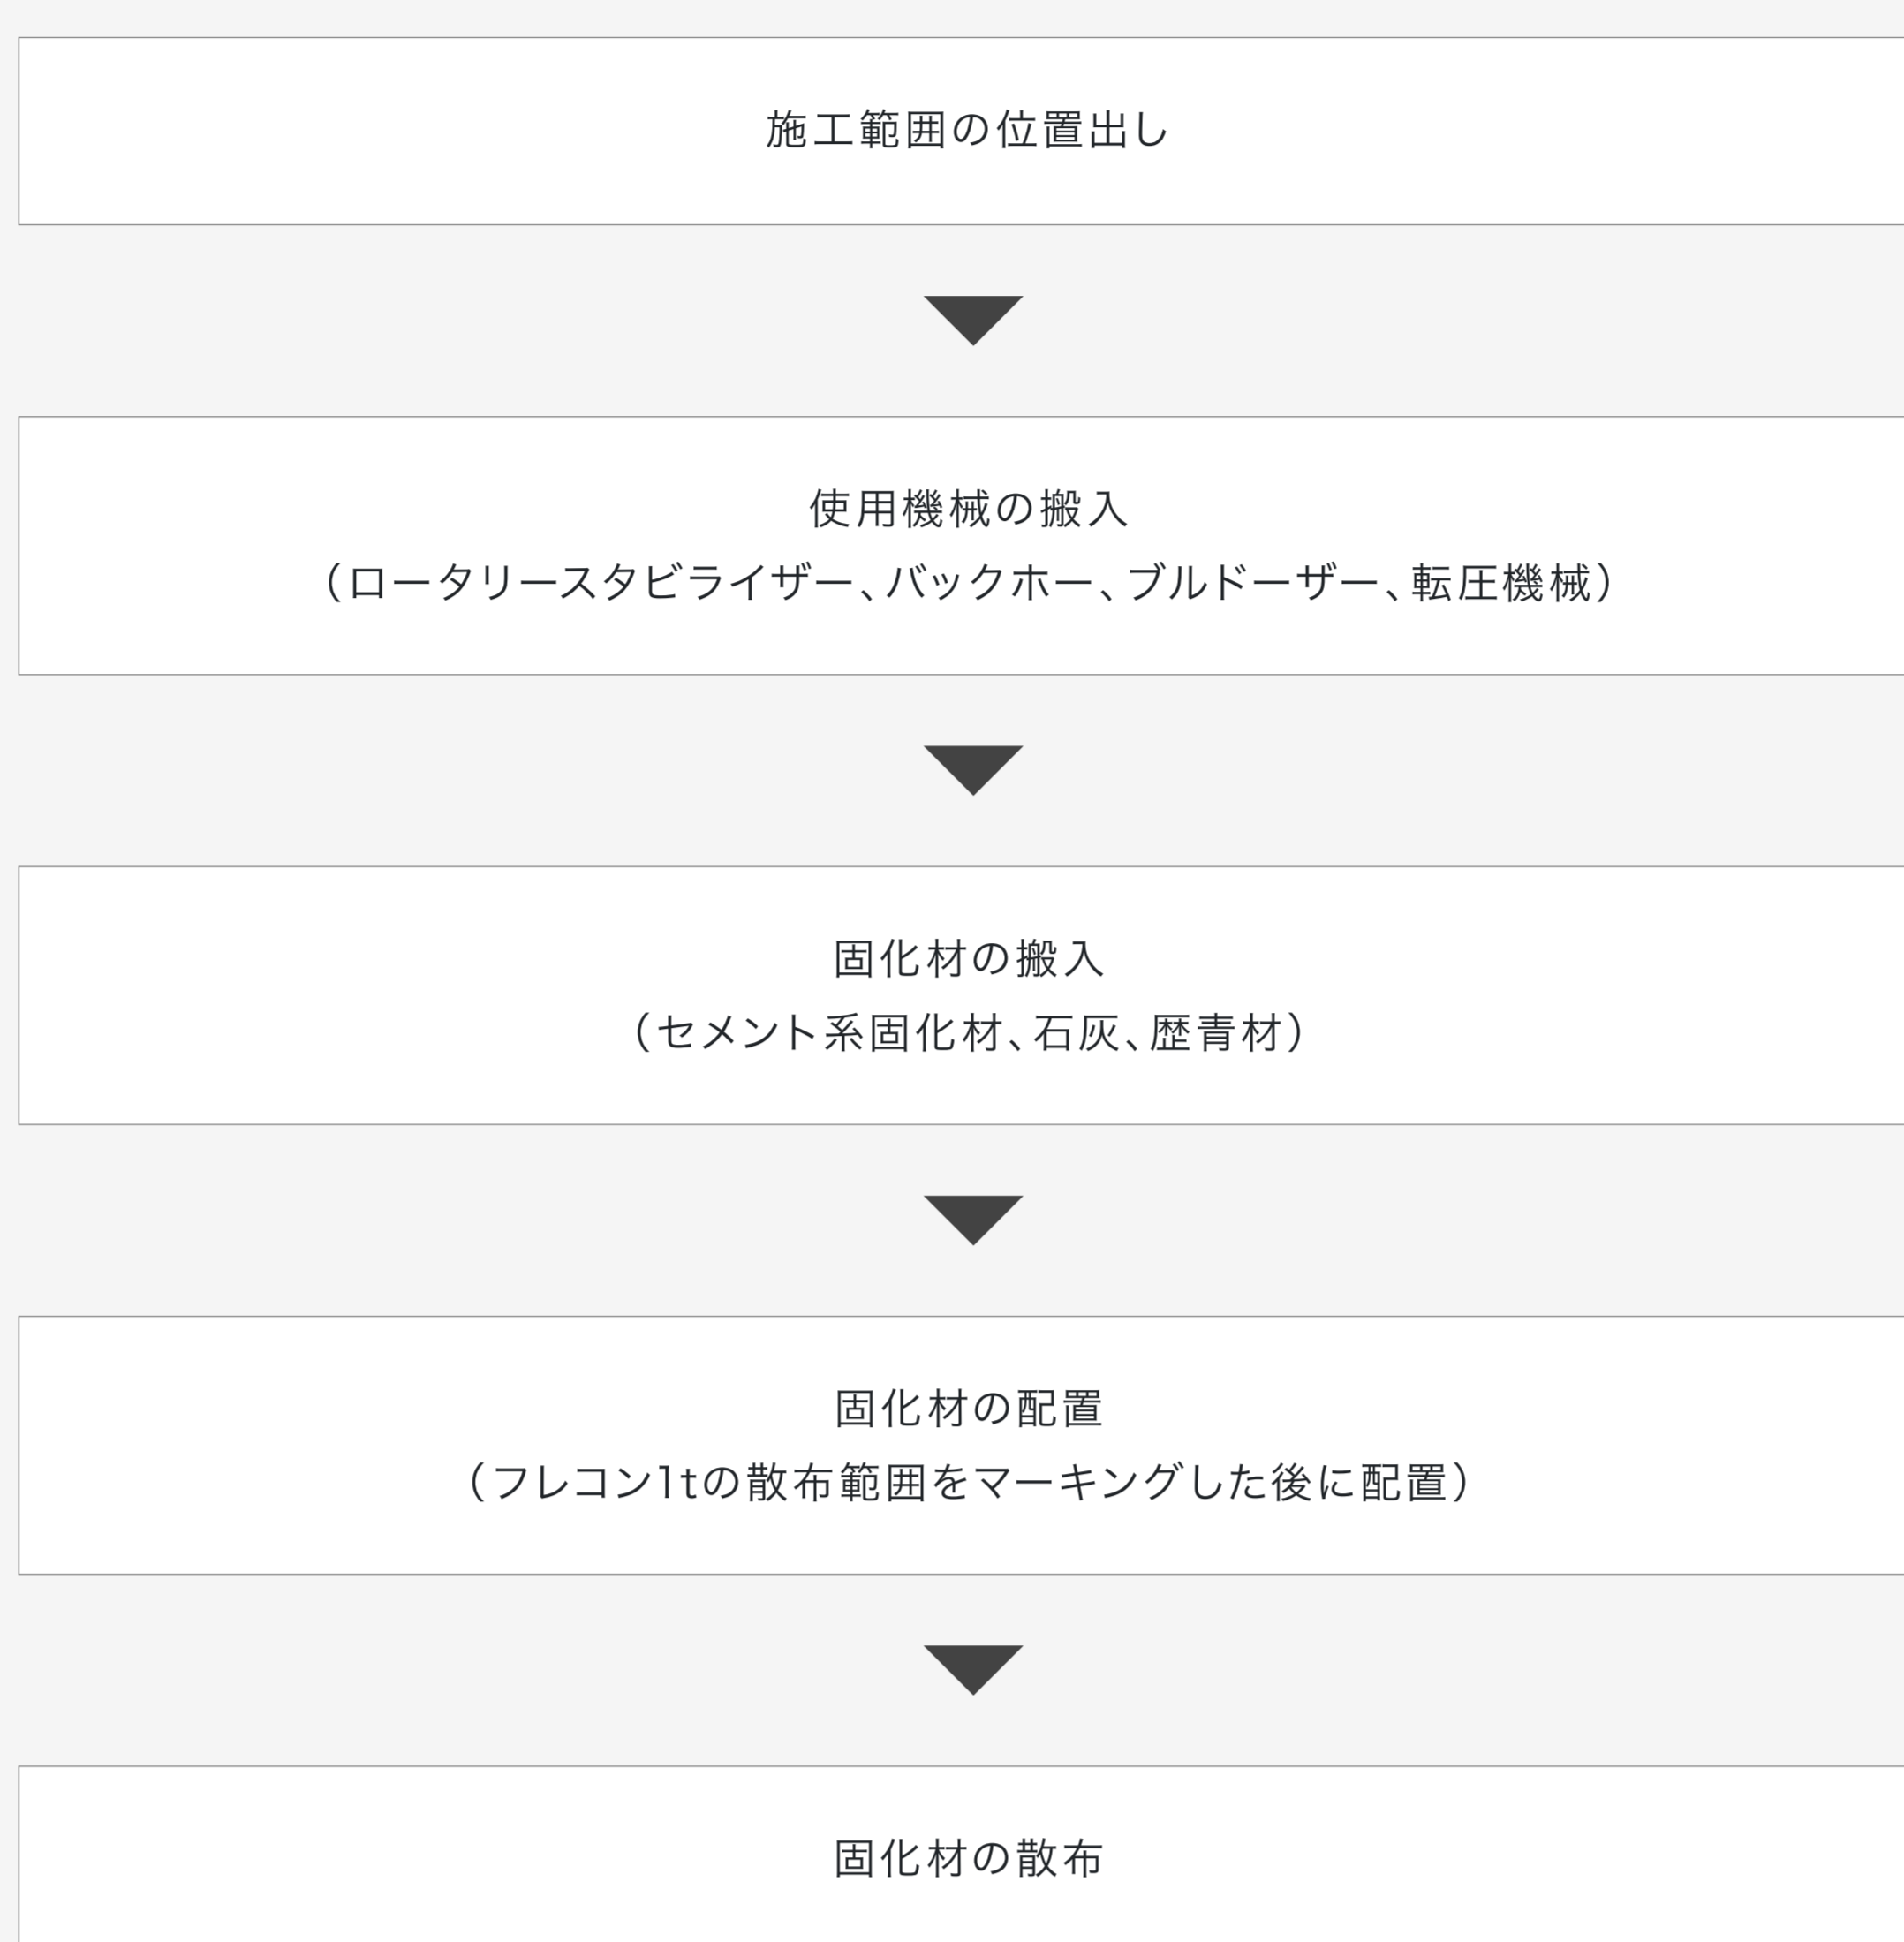 施工範囲の位置出し
使用機械の搬入
（ロータリースタビライザー、バックホー、ブルドーザー、転圧機械）
固化材の搬入
（セメント系固化材、石灰、歴青材）
固化材の配置
（フレコン1tの散布範囲をマーキングした後に配置）
固化材の散布